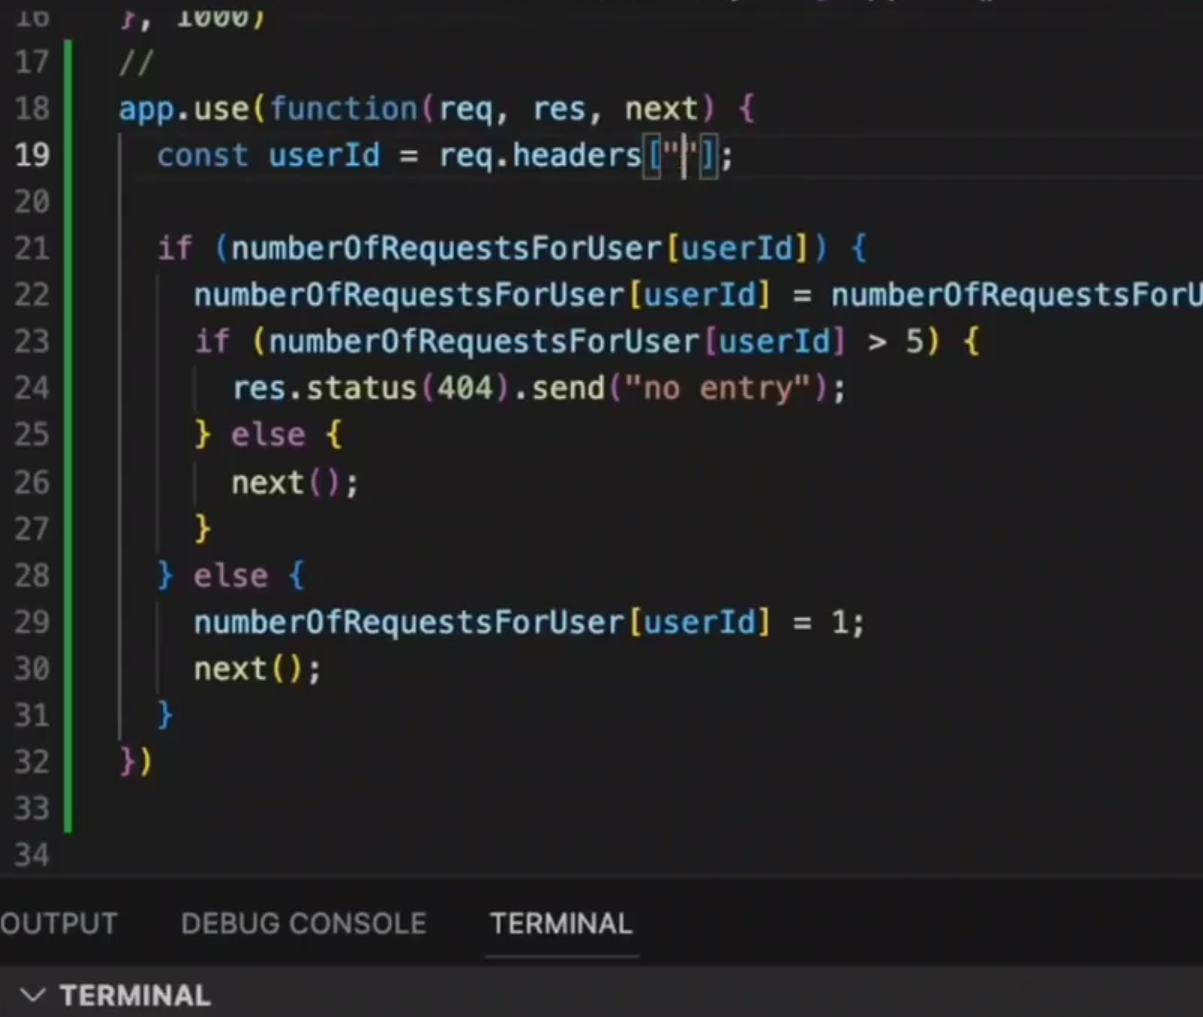 16 }, 1000)
17 //
18 app.use(function(req, res, next) {
19 const userId = req.headers[""];
20
21 if (numberOfRequestsForUser[userId]) {
22 numberOfRequestsForUser[userId] = numberOfRequestsForU
23 if (numberOfRequestsForUser[userId] > 5) {
24 res.status(404).send("no entry");
25 } else {
26 next();
27 }
28 } else {
29 numberOfRequestsForUser[userId] = 1;
30 next();
31 }
32 })
33
34
OUTPUT DEBUG CONSOLE TERMINAL
TERMINAL